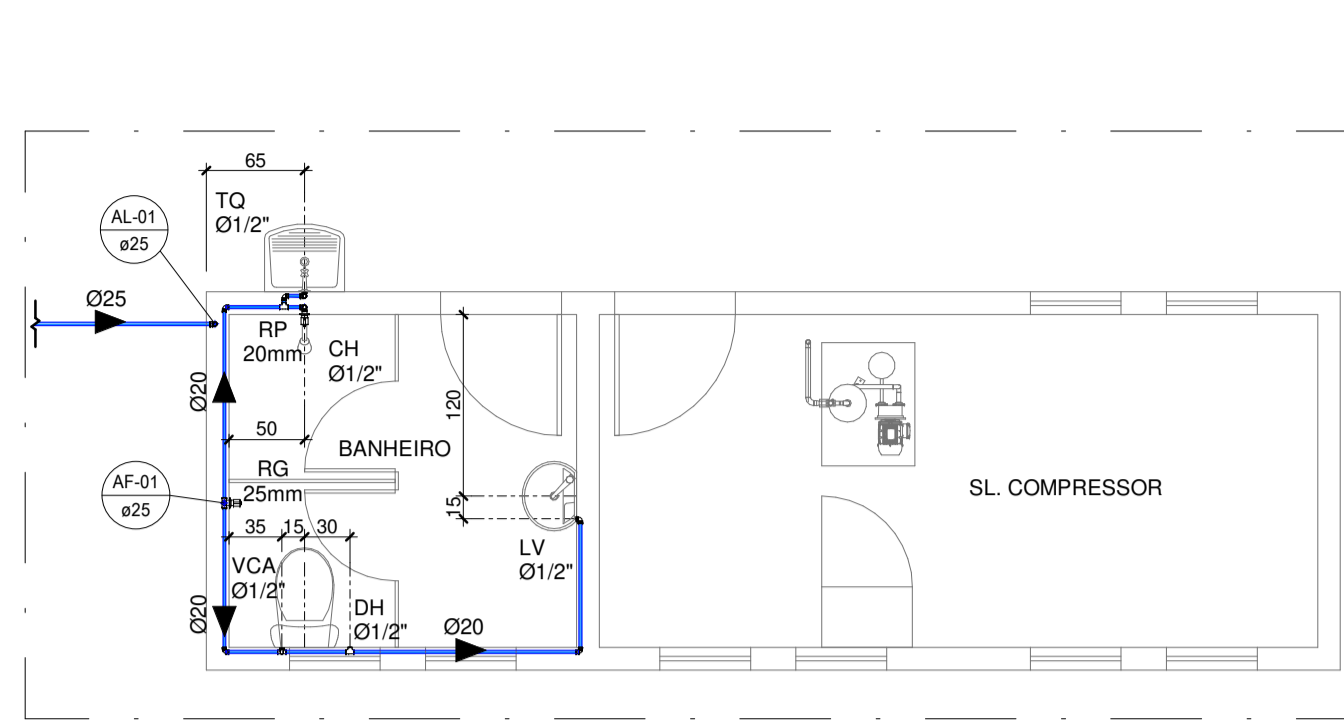 65
TQ
Ø1/2"
AL-01
ø25
Ø25
RP
20mm
CH
Ø1/2"
Ø20
120
50
BANHEIRO
RG
25mm
AF-01
ø25
SL. COMPRESSOR
15
35
15
30
LV
Ø1/2"
VCA
Ø1/2"
DH
Ø1/2"
Ø20
Ø20